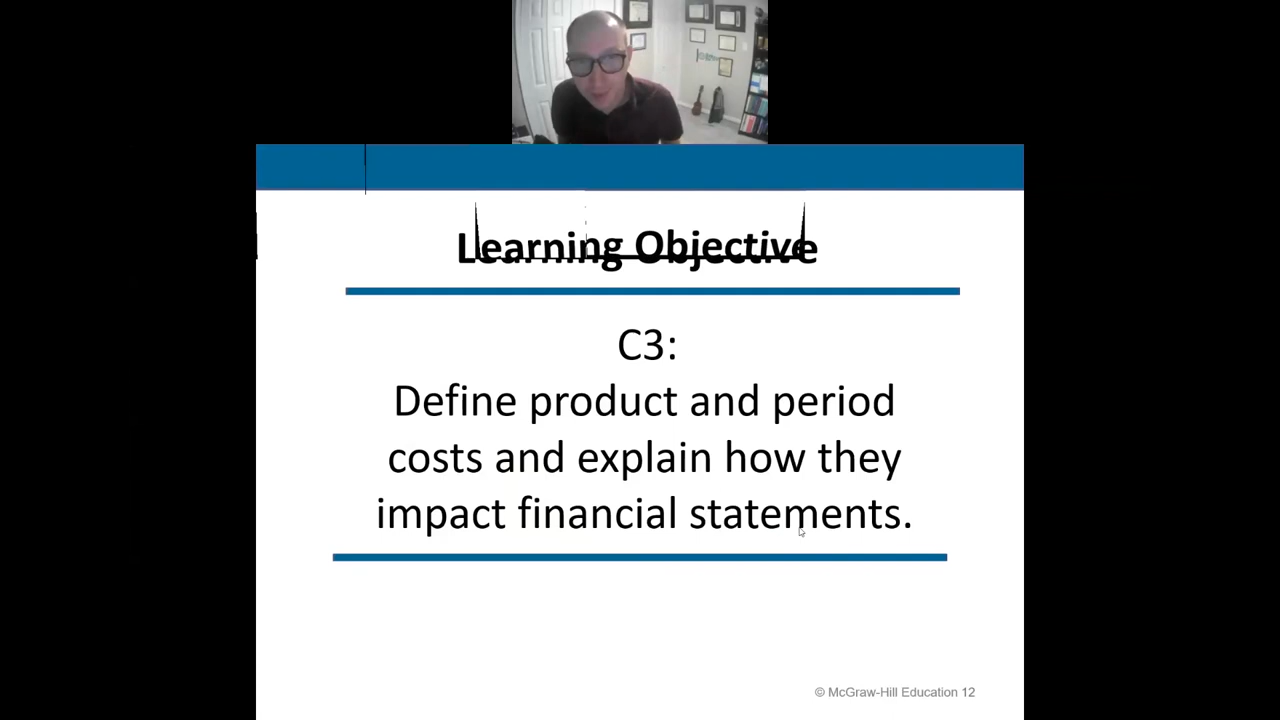 Learning Objective
C3:
Define product and period
costs and explain how they
impact financial statements.
© McGraw-Hill Education 12